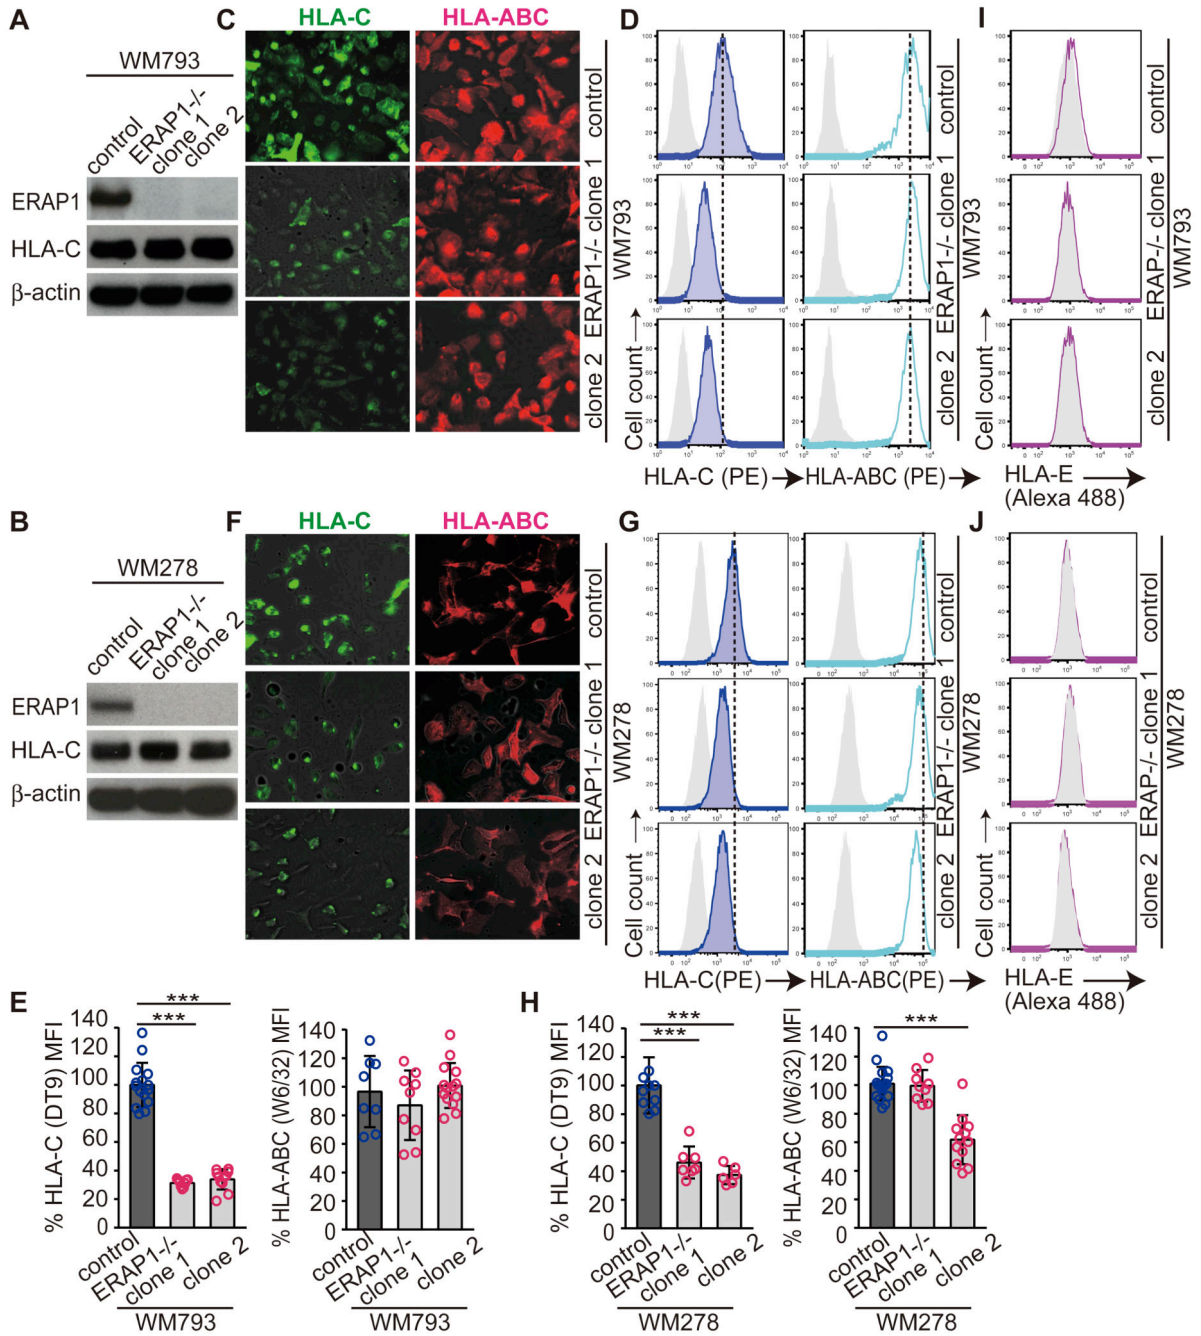 A
WM793
control
ERAP1-/-
clone 1
clone 2
ERAP1
HLA-C
β-actin
C
HLA-C
HLA-ABC
control
ERAP1-/- clone 1
clone 2
WM793
D
control
ERAP1-/- clone 1
clone 2
WM793
Cell count
HLA-C (PE)
HLA-ABC (PE)
I
control
ERAP-/- clone 1
clone 2
WM793
Cell count
HLA-E
(Alexa 488)
B
WM278
control
ERAP1-/-
clone 1
clone 2
ERAP1
HLA-C
β-actin
F
HLA-C
HLA-ABC
control
ERAP1-/- clone 1
clone 2
WM278
G
control
ERAP1-/- clone 1
clone 2
WM278
Cell count
HLA-C(PE)
HLA-ABC(PE)
J
control
ERAP-/- clone 1
clone 2
WM278
Cell count
HLA-E
(Alexa 488)
E
% HLA-C (DT9) MFI
140
120
100
80
60
40
20
0
***
***
control
ERAP1-/-
clone 1
clone 2
WM793
% HLA-ABC (W6/32) MFI
140
120
100
80
60
40
20
0
control
ERAP1-/-
clone 1
clone 2
WM793
H
% HLA-C (DT9) MFI
140
120
100
80
60
40
20
0
***
***
control
ERAP1-/-
clone 1
clone 2
WM278
% HLA-ABC (W6/32) MFI
140
120
100
80
60
40
20
0
***
control
ERAP1-/-
clone 1
clone 2
WM278